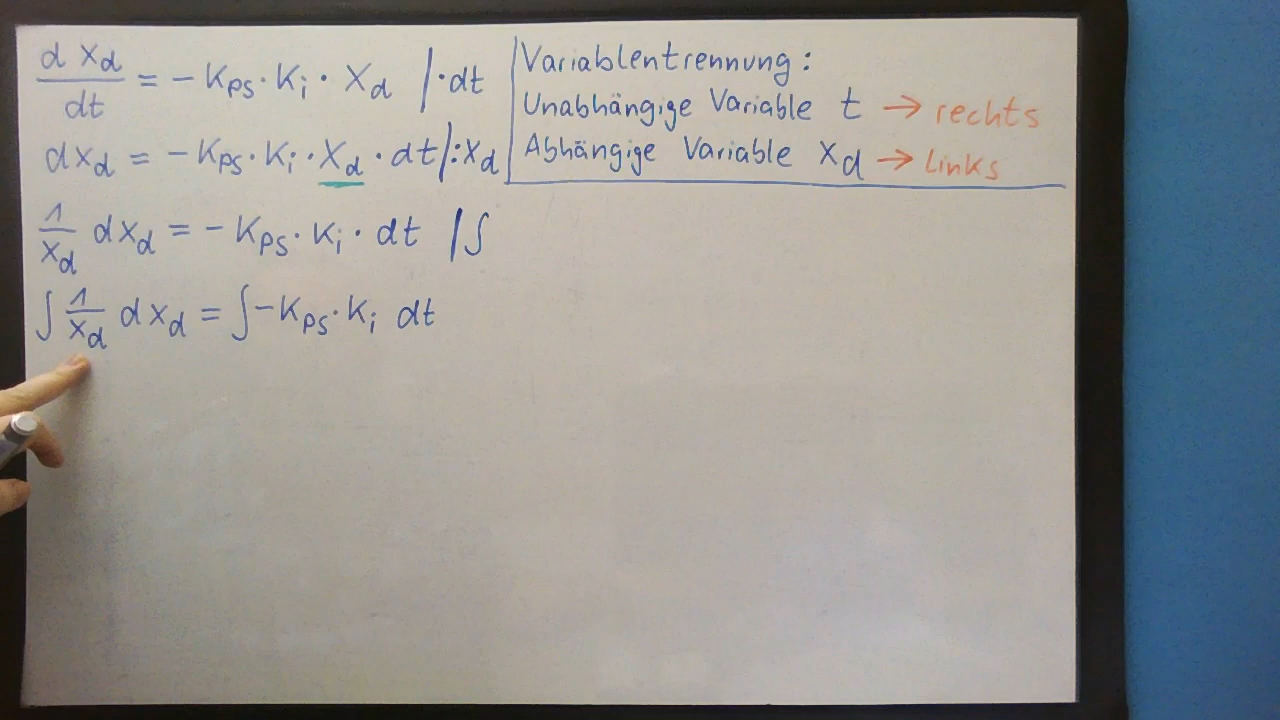 d x_d / dt = - K_PS · K_i · X_d | · dt
dx_d = - K_PS · K_i · X_d · dt | : x_d
1 / x_d dx_d = - K_PS · K_i · dt | ∫
∫ 1 / x_d dx_d = ∫ - K_PS · K_i dt
Variablentrennung :
Unabhängige Variable t → rechts
Abhängige Variable x_d → links